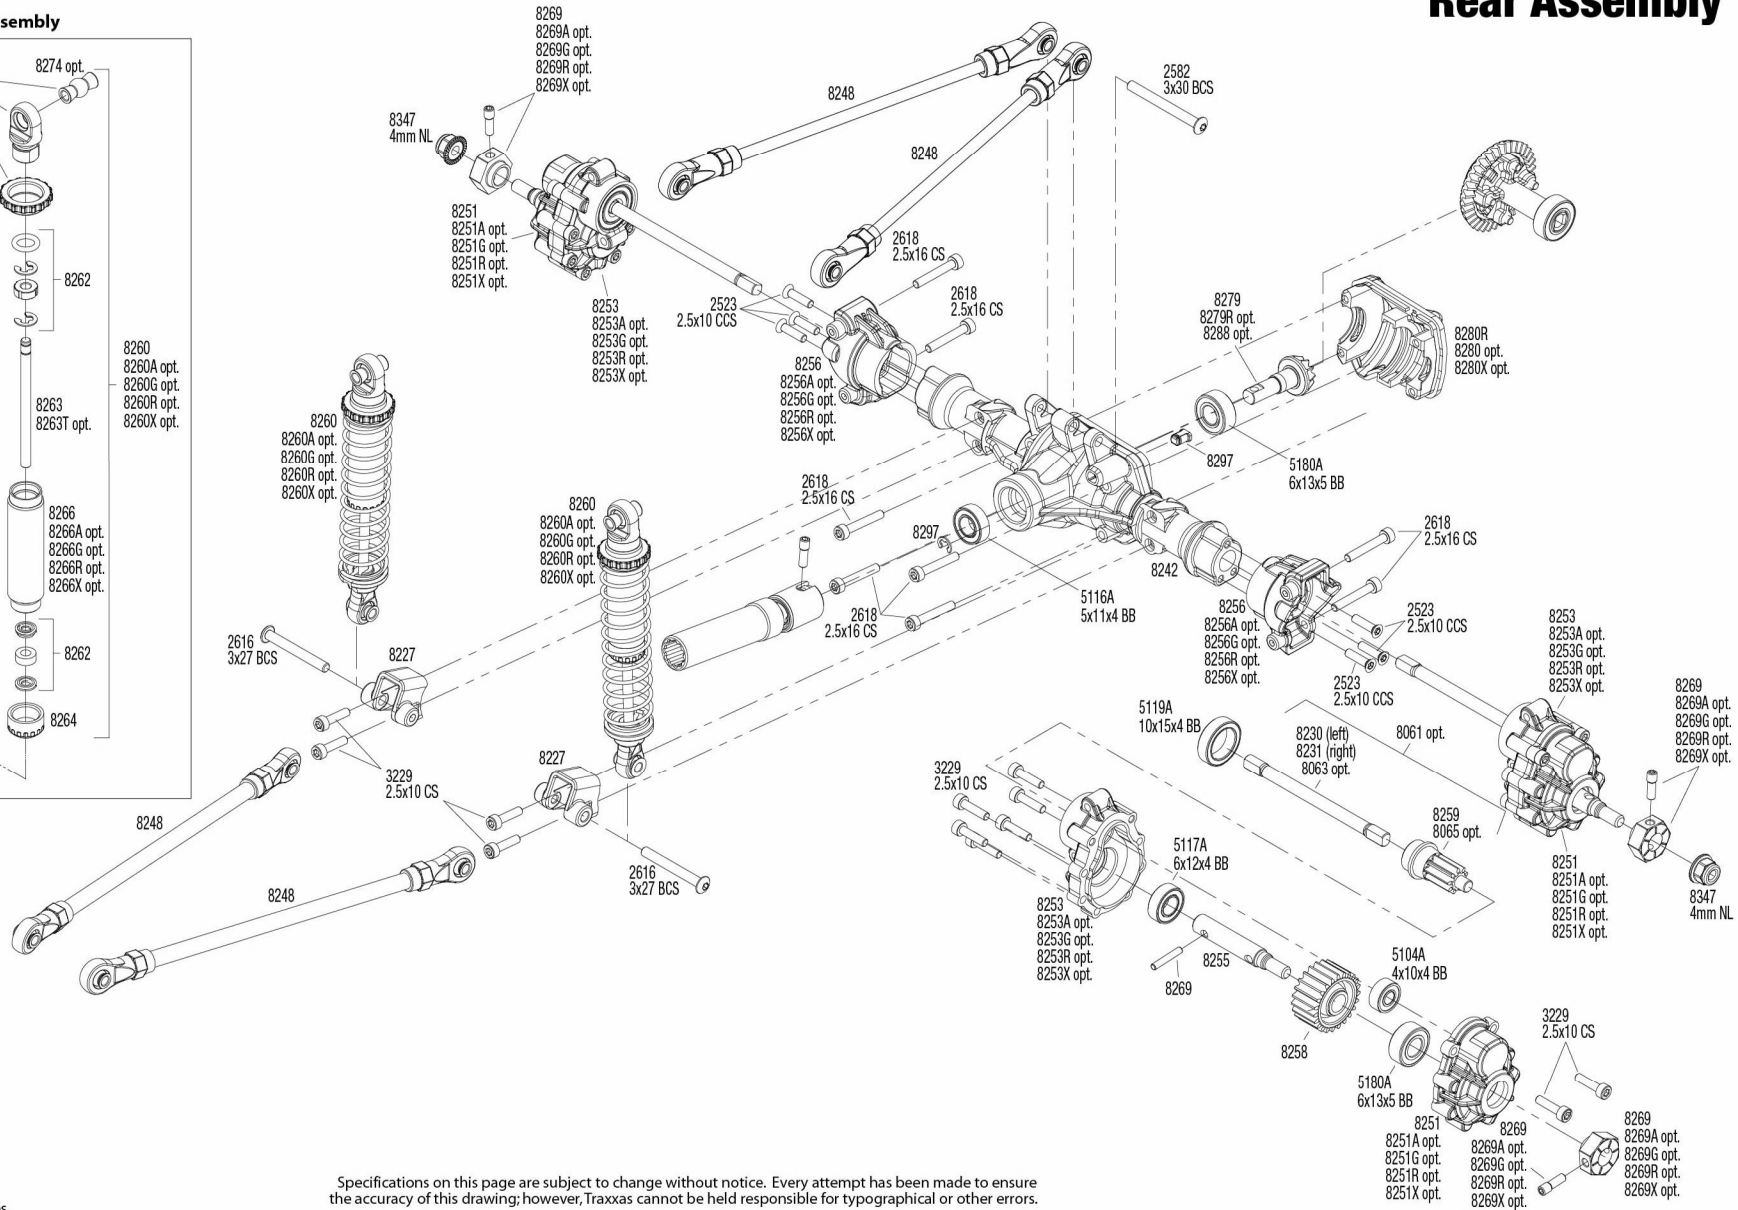 Rear Assembly
sembly
8274 opt.
8262
8263
8263T opt.
8260
8260A opt.
8260G opt.
8260R opt.
8260X opt.
8266
8266A opt.
8266G opt.
8266R opt.
8266X opt.
8262
8264
8269
8269A opt.
8269G opt.
8269R opt.
8269X opt.
8347
4mm NL
8251
8251A opt.
8251G opt.
8251R opt.
8251X opt.
8253
8253A opt.
8253G opt.
8253R opt.
8253X opt.
8248
8248
2582
3x30 BCS
2618
2.5x16 CS
2618
2.5x16 CS
2523
2.5x10 CCS
8256
8256A opt.
8256G opt.
8256R opt.
8256X opt.
8279
8279R opt.
8288 opt.
8280R
8280 opt.
8280X opt.
8297
5180A
6x13x5 BB
8260
8260A opt.
8260G opt.
8260R opt.
8260X opt.
8260
8260A opt.
8260G opt.
8260R opt.
8260X opt.
2618
2.5x16 CS
8297
2618
2.5x16 CS
5116A
5x11x4 BB
8242
2618
2.5x16 CS
8256
8256A opt.
8256G opt.
8256R opt.
8256X opt.
2523
2.5x10 CCS
2523
2.5x10 CCS
8253
8253A opt.
8253G opt.
8253R opt.
8253X opt.
8269
8269A opt.
8269G opt.
8269R opt.
8269X opt.
2616
3x27 BCS
8227
3229
2.5x10 CS
8227
2616
3x27 BCS
8248
8248
5119A
10x15x4 BB
8230 (left)
8231 (right)
8063 opt.
8061 opt.
8259
8065 opt.
3229
2.5x10 CS
5117A
6x12x4 BB
8253
8253A opt.
8253G opt.
8253R opt.
8253X opt.
8269
8255
8258
5104A
4x10x4 BB
5180A
6x13x5 BB
8251
8251A opt.
8251G opt.
8251R opt.
8251X opt.
8347
4mm NL
3229
2.5x10 CS
8251
8251A opt.
8251G opt.
8251R opt.
8251X opt.
8269
8269A opt.
8269G opt.
8269R opt.
8269X opt.
8269
8269A opt.
8269G opt.
8269R opt.
8269X opt.
Specifications on this page are subject to change without notice. Every attempt has been made to ensure
the accuracy of this drawing; however, Traxxas cannot be held responsible for typographical or other errors.